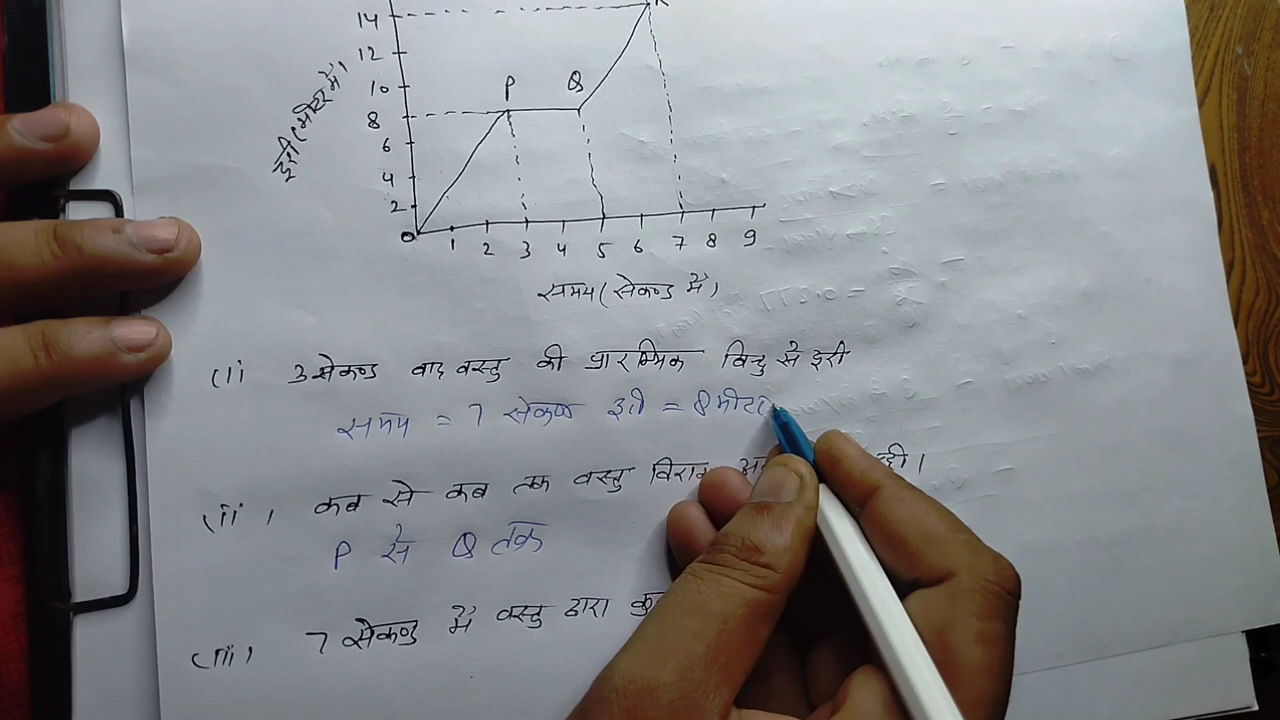 14
12
10
8
6
4
2
P
Q
0
1 2 3 4 5 6 7 8 9
समय (सेकण्ड में)
(i) 3 सेकण्ड बाद वस्तु की प्रारम्भिक बिन्दु से दूरी
समय = 7 सेकण्ड दूरी = 8 मीटर
(ii) कब से कब तक वस्तु
P से Q तक
(iii) 7 सेकण्ड में वस्तु द्वारा